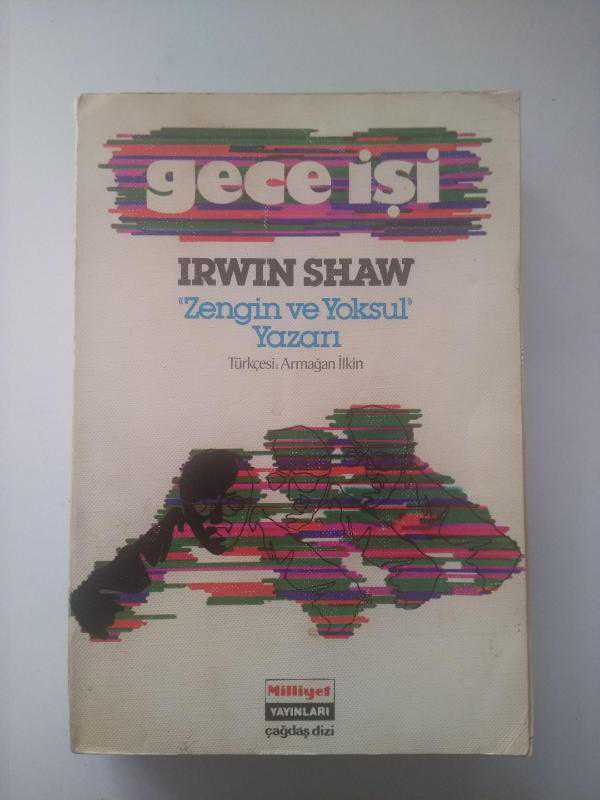 gece işi
IRWIN SHAW
“Zengin ve Yoksul”
Yazarı
Türkçesi: Armağan İlkin
Milliyet
YAYINLARI
çağdaş dizi